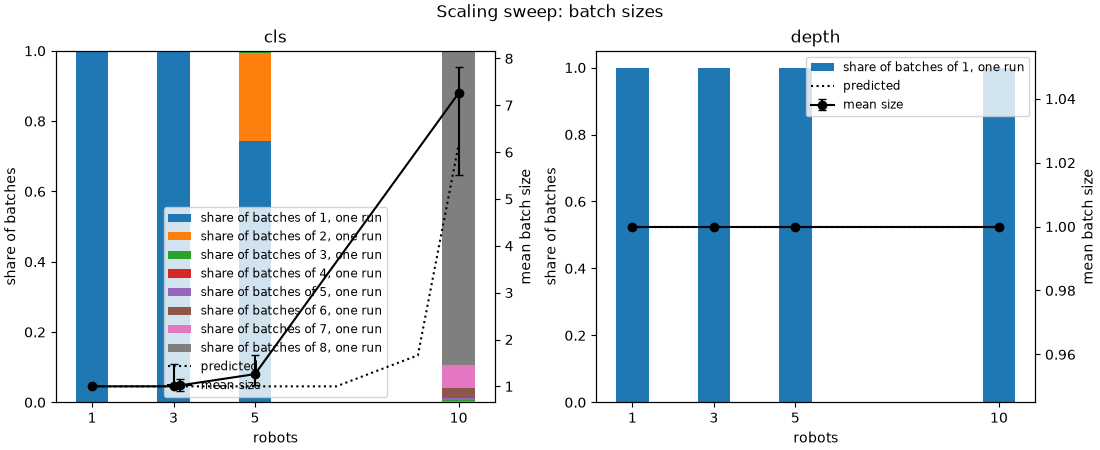 Scaling sweep: batch sizes
cls
share of batches
1.0
0.8
0.6
0.4
0.2
0.0
share of batches of 1, one run
share of batches of 2, one run
share of batches of 3, one run
share of batches of 4, one run
share of batches of 5, one run
share of batches of 6, one run
share of batches of 7, one run
share of batches of 8, one run
predicted
mean size
8
7
6
5
4
3
2
1
mean batch size
1 3 5 10
robots
depth
share of batches
1.0
0.8
0.6
0.4
0.2
0.0
share of batches of 1, one run
predicted
mean size
1.04
1.02
1.00
0.98
0.96
mean batch size
1 3 5 10
robots